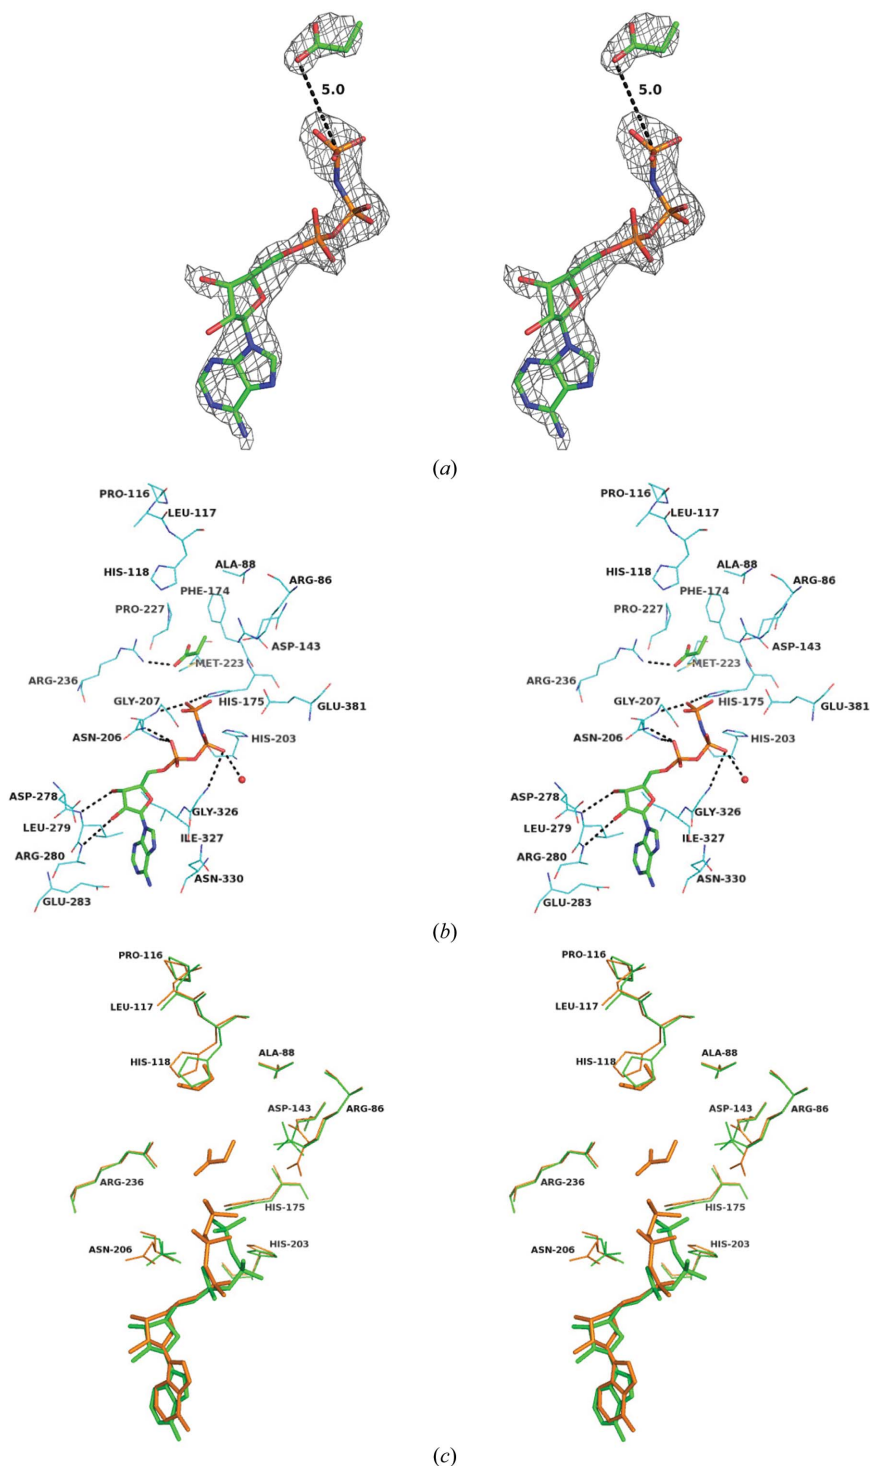 5.0 5.0
(a)
PRO-116 PRO-116
LEU-117 LEU-117
HIS-118 ALA-88 HIS-118 ALA-88
ARG-86 ARG-86
PHE-174 PHE-174
PRO-227 PRO-227
ASP-143 ASP-143
MET-223 MET-223
ARG-236 ARG-236
GLY-207 HIS-175 GLY-207 HIS-175
GLU-381 GLU-381
ASN-206 HIS-203 ASN-206 HIS-203
ASP-278 ASP-278
GLY-326 GLY-326
LEU-279 LEU-279
ILE-327 ILE-327
ARG-280 ARG-280
ASN-330 ASN-330
GLU-283 GLU-283
(b)
PRO-116 PRO-116
LEU-117 LEU-117
HIS-118 ALA-88 HIS-118 ALA-88
ASP-143 ARG-86 ASP-143 ARG-86
ARG-236 ARG-236
HIS-175 HIS-175
ASN-206 HIS-203 ASN-206 HIS-203
(c)